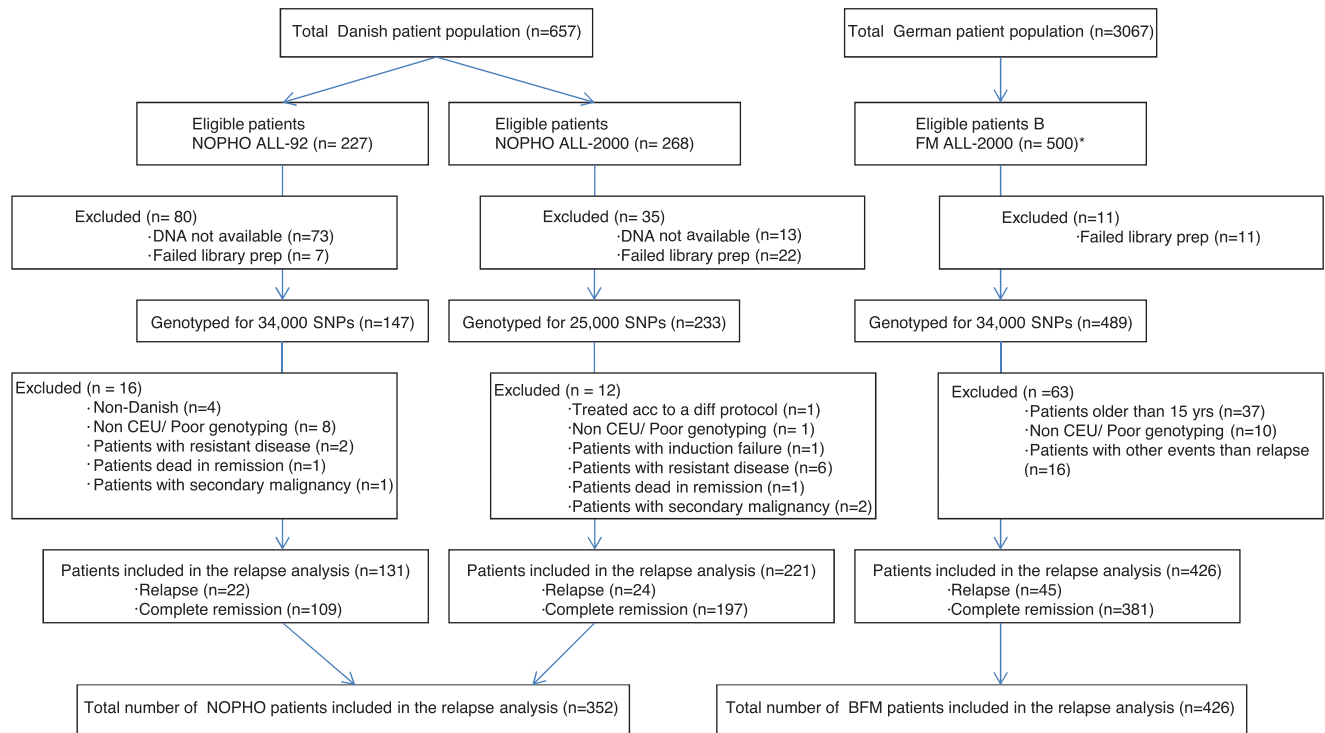 Total Danish patient population (n=657)
Total German patient population (n=3067)
Eligible patients
NOPHO ALL-92 (n= 227)
Eligible patients
NOPHO ALL-2000 (n= 268)
Eligible patients B
FM ALL-2000 (n= 500)*
Excluded (n= 80)
·DNA not available (n=73)
·Failed library prep (n= 7)
Excluded (n= 35)
·DNA not available (n=13)
·Failed library prep (n=22)
Excluded (n=11)
·Failed library prep (n=11)
Genotyped for 34,000 SNPs (n=147)
Genotyped for 25,000 SNPs (n=233)
Genotyped for 34,000 SNPs (n=489)
Excluded (n = 16)
· Non-Danish (n=4)
· Non CEU/ Poor genotyping (n= 8)
· Patients with resistant disease (n=2)
· Patients dead in remission (n=1)
· Patients with secondary malignancy (n=1)
Excluded (n = 12)
·Treated acc to a diff protocol (n=1)
·Non CEU/ Poor genotyping (n= 1)
·Patients with induction failure (n=1)
·Patients with resistant disease (n=6)
·Patients dead in remission (n=1)
·Patients with secondary malignancy (n=2)
Excluded (n =63)
·Patients older than 15 yrs (n=37)
·Non CEU/ Poor genotyping (n=10)
·Patients with other events than relapse
(n=16)
Patients included in the relapse analysis (n=131)
·Relapse (n=22)
·Complete remission (n=109)
Patients included in the relapse analysis (n=221)
·Relapse (n=24)
·Complete remission (n=197)
Patients included in the relapse analysis (n=426)
·Relapse (n=45)
·Complete remission (n=381)
Total number of NOPHO patients included in the relapse analysis (n=352)
Total number of BFM patients included in the relapse analysis (n=426)